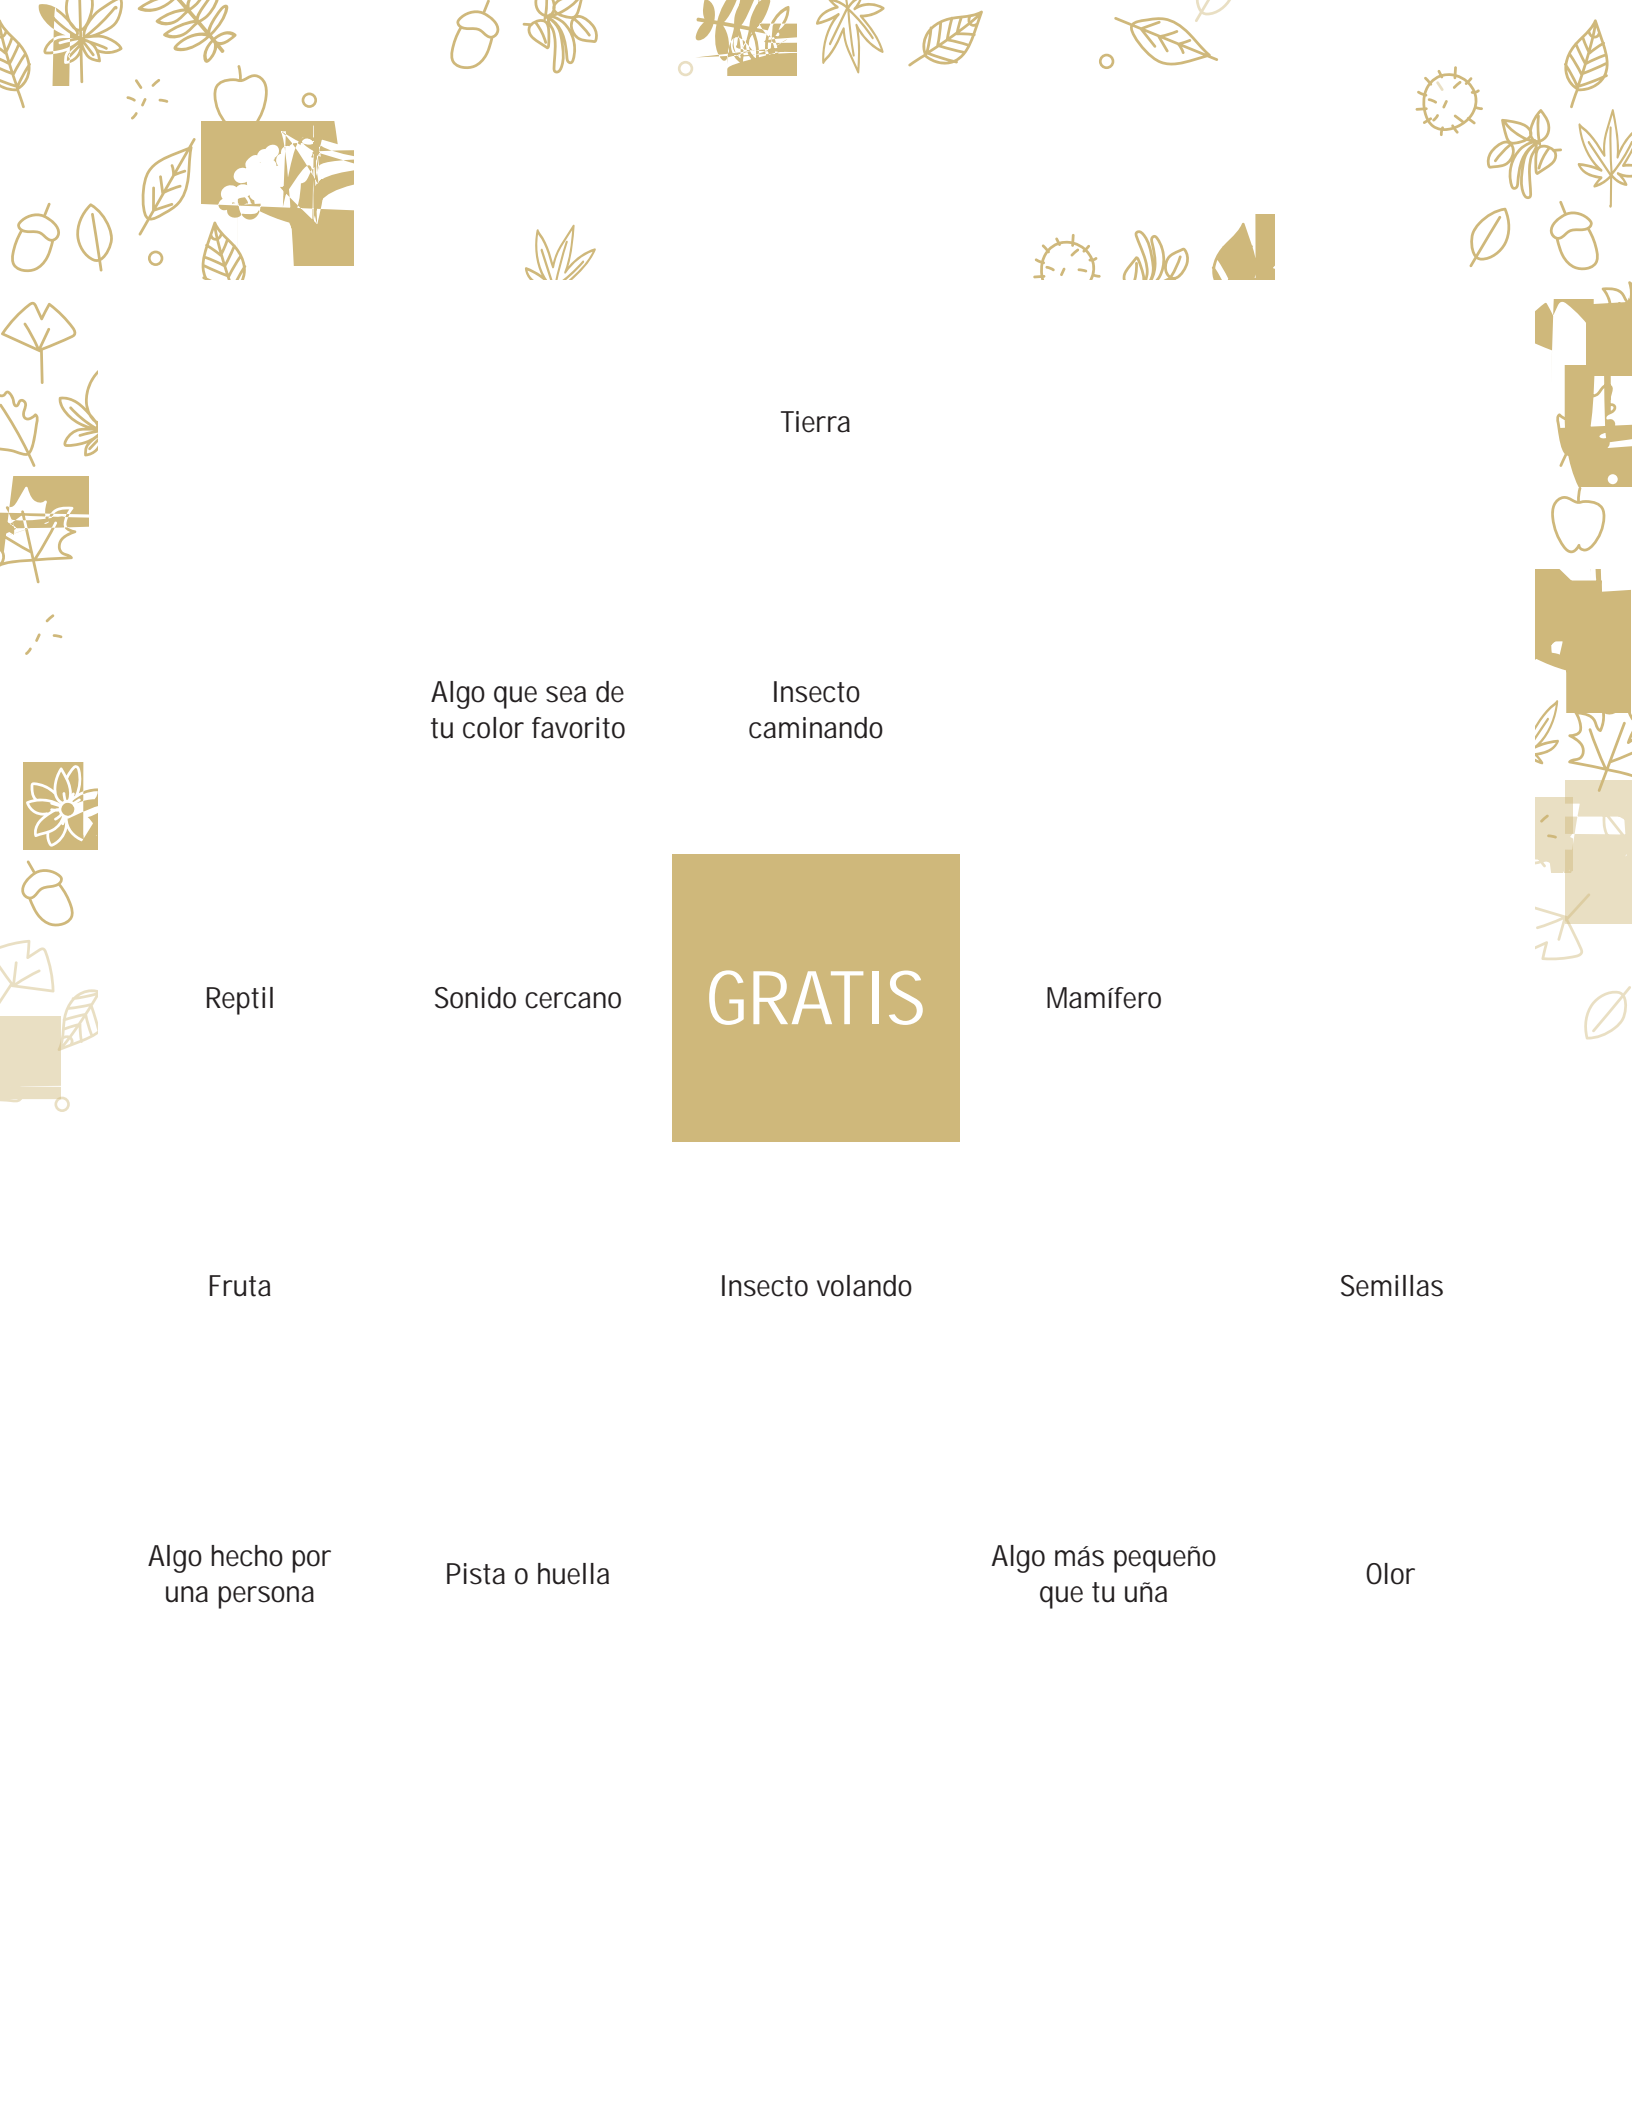 Tierra
Algo que sea de
tu color favorito
Insecto
caminando
Reptil
Sonido cercano
GRATIS
Mamífero
Fruta
Insecto volando
Semillas
Algo hecho por
una persona
Pista o huella
Algo más pequeño
que tu uña
Olor